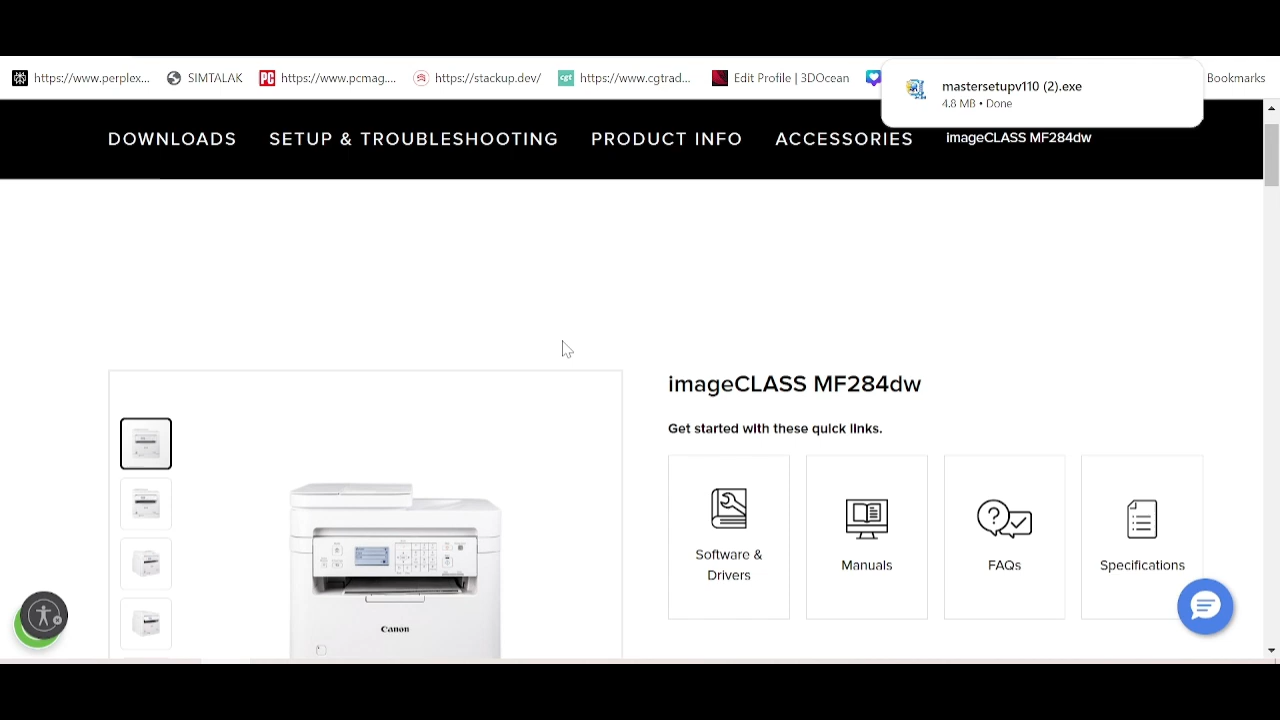 https://www.perplex...
SIMTALAK
https://www.pcmag....
https://stackup.dev/
cgt
https://www.cgtrad...
Edit Profile | 3DOcean
Bookmarks
mastersetupv110 (2).exe
4.8 MB • Done
DOWNLOADS
SETUP & TROUBLESHOOTING
PRODUCT INFO
ACCESSORIES
imageCLASS MF284dw
imageCLASS MF284dw
Get started with these quick links.
Software &
Drivers
Manuals
FAQs
Specifications
Canon